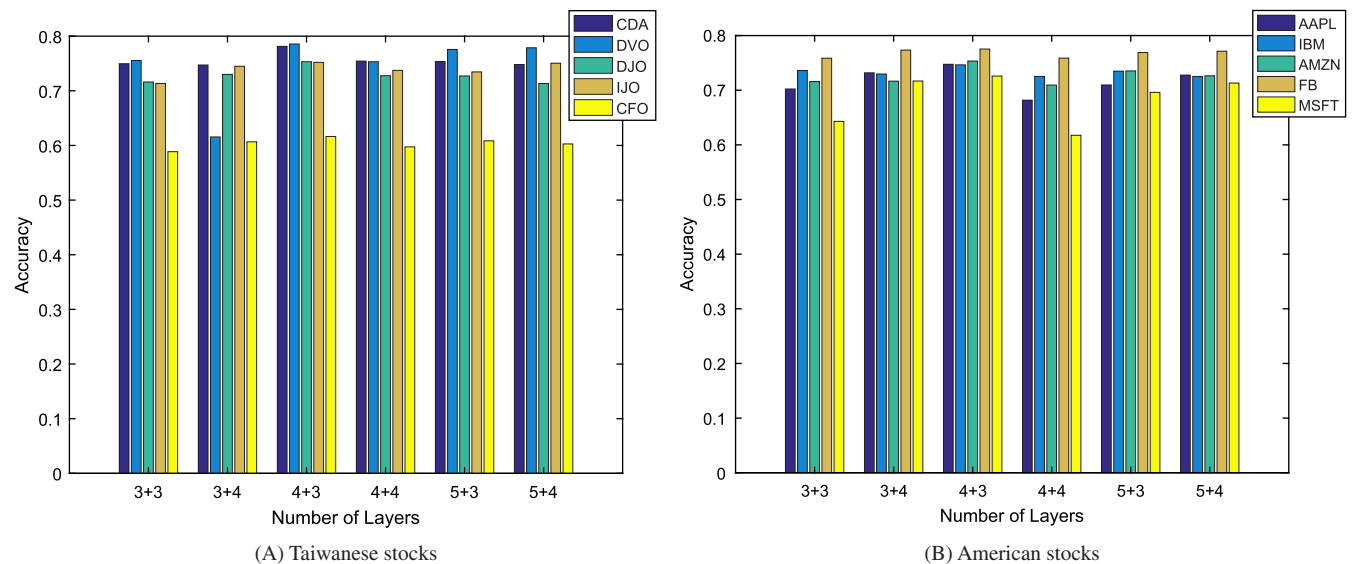 0.8
0.7
0.6
0.5
0.4
0.3
0.2
0.1
0
Accuracy
3+3 3+4 4+3 4+4 5+3 5+4
Number of Layers
CDA
DVO
DJO
IJO
CFO
(A) Taiwanese stocks
0.8
0.7
0.6
0.5
0.4
0.3
0.2
0.1
0
Accuracy
3+3 3+4 4+3 4+4 5+3 5+4
Number of Layers
AAPL
IBM
AMZN
FB
MSFT
(B) American stocks